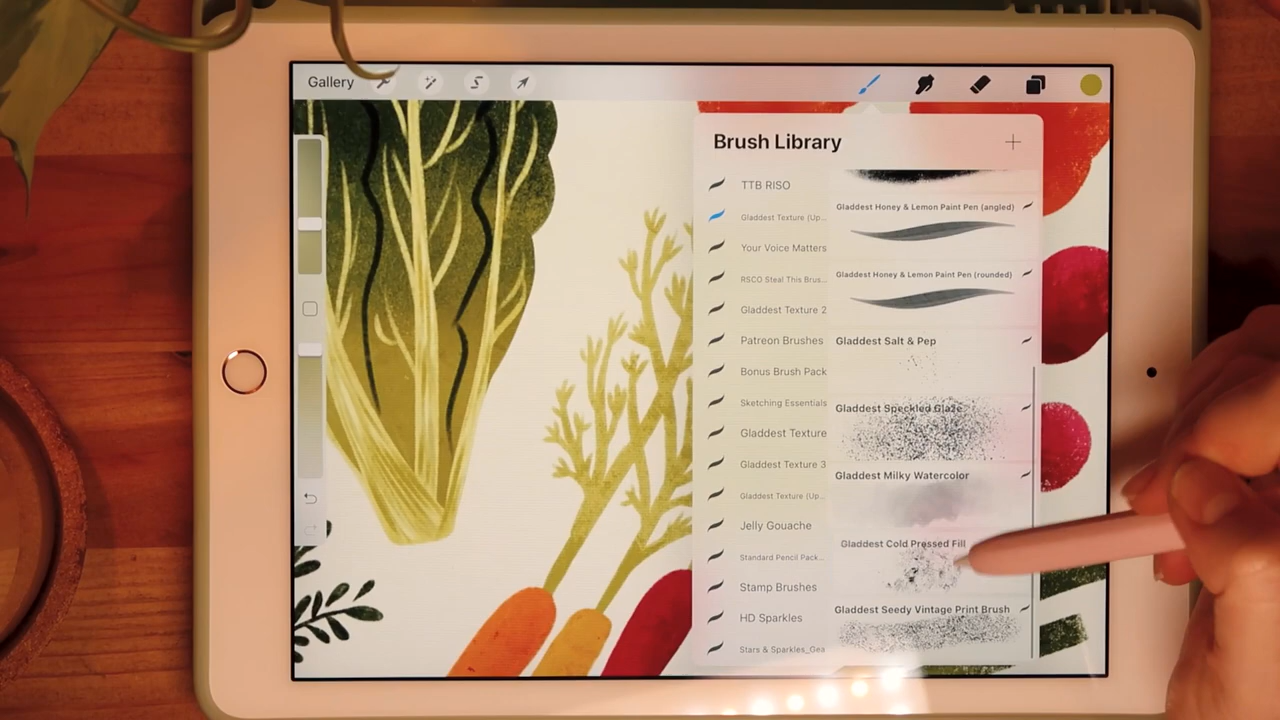 Gallery
Brush Library
TTB RISO
Gladdest Texture (Up...
Your Voice Matters
RSCO Steal This Brus...
Gladdest Texture 2
Patreon Brushes
Bonus Brush Pack
Sketching Essentials
Gladdest Texture
Gladdest Texture 3
Gladdest Texture (Up...
Jelly Gouache
Standard Pencil Pack...
Stamp Brushes
HD Sparkles
Stars & Sparkles_Gea
Gladdest Honey & Lemon Paint Pen (angled)
Gladdest Honey & Lemon Paint Pen (rounded)
Gladdest Salt & Pep
Gladdest Speckled Glaze
Gladdest Milky Watercolor
Gladdest Cold Pressed Fill
Gladdest Seedy Vintage Print Brush